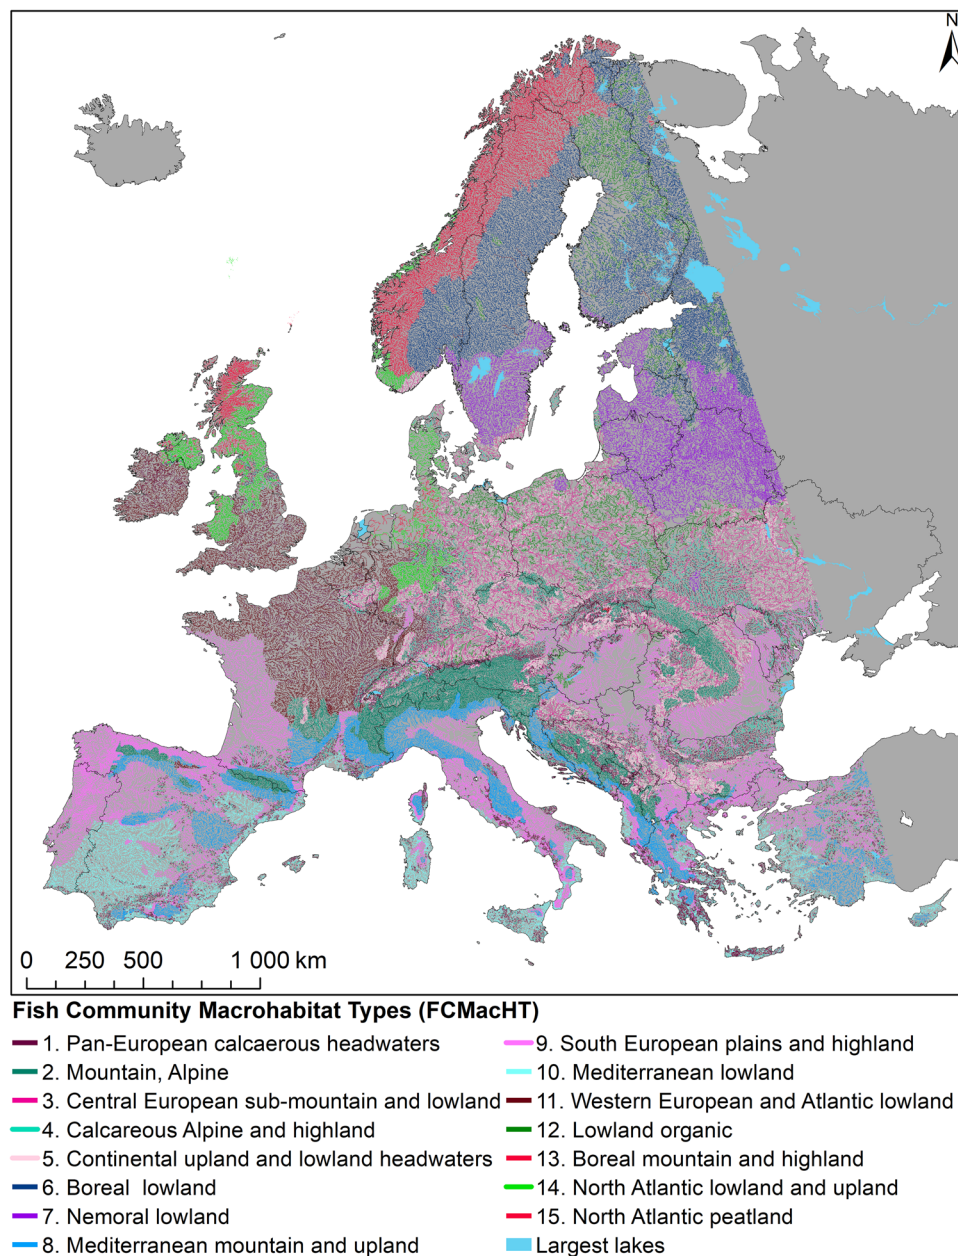 N
0 250 500 1 000 km
Fish Community Macrohabitat Types (FCMacHT)
1. Pan-European calcaerous headwaters
2. Mountain, Alpine
3. Central European sub-mountain and lowland
4. Calcareous Alpine and highland
5. Continental upland and lowland headwaters
6. Boreal lowland
7. Nemoral lowland
8. Mediterranean mountain and upland
9. South European plains and highland
10. Mediterranean lowland
11. Western European and Atlantic lowland
12. Lowland organic
13. Boreal mountain and highland
14. North Atlantic lowland and upland
15. North Atlantic peatland
Largest lakes